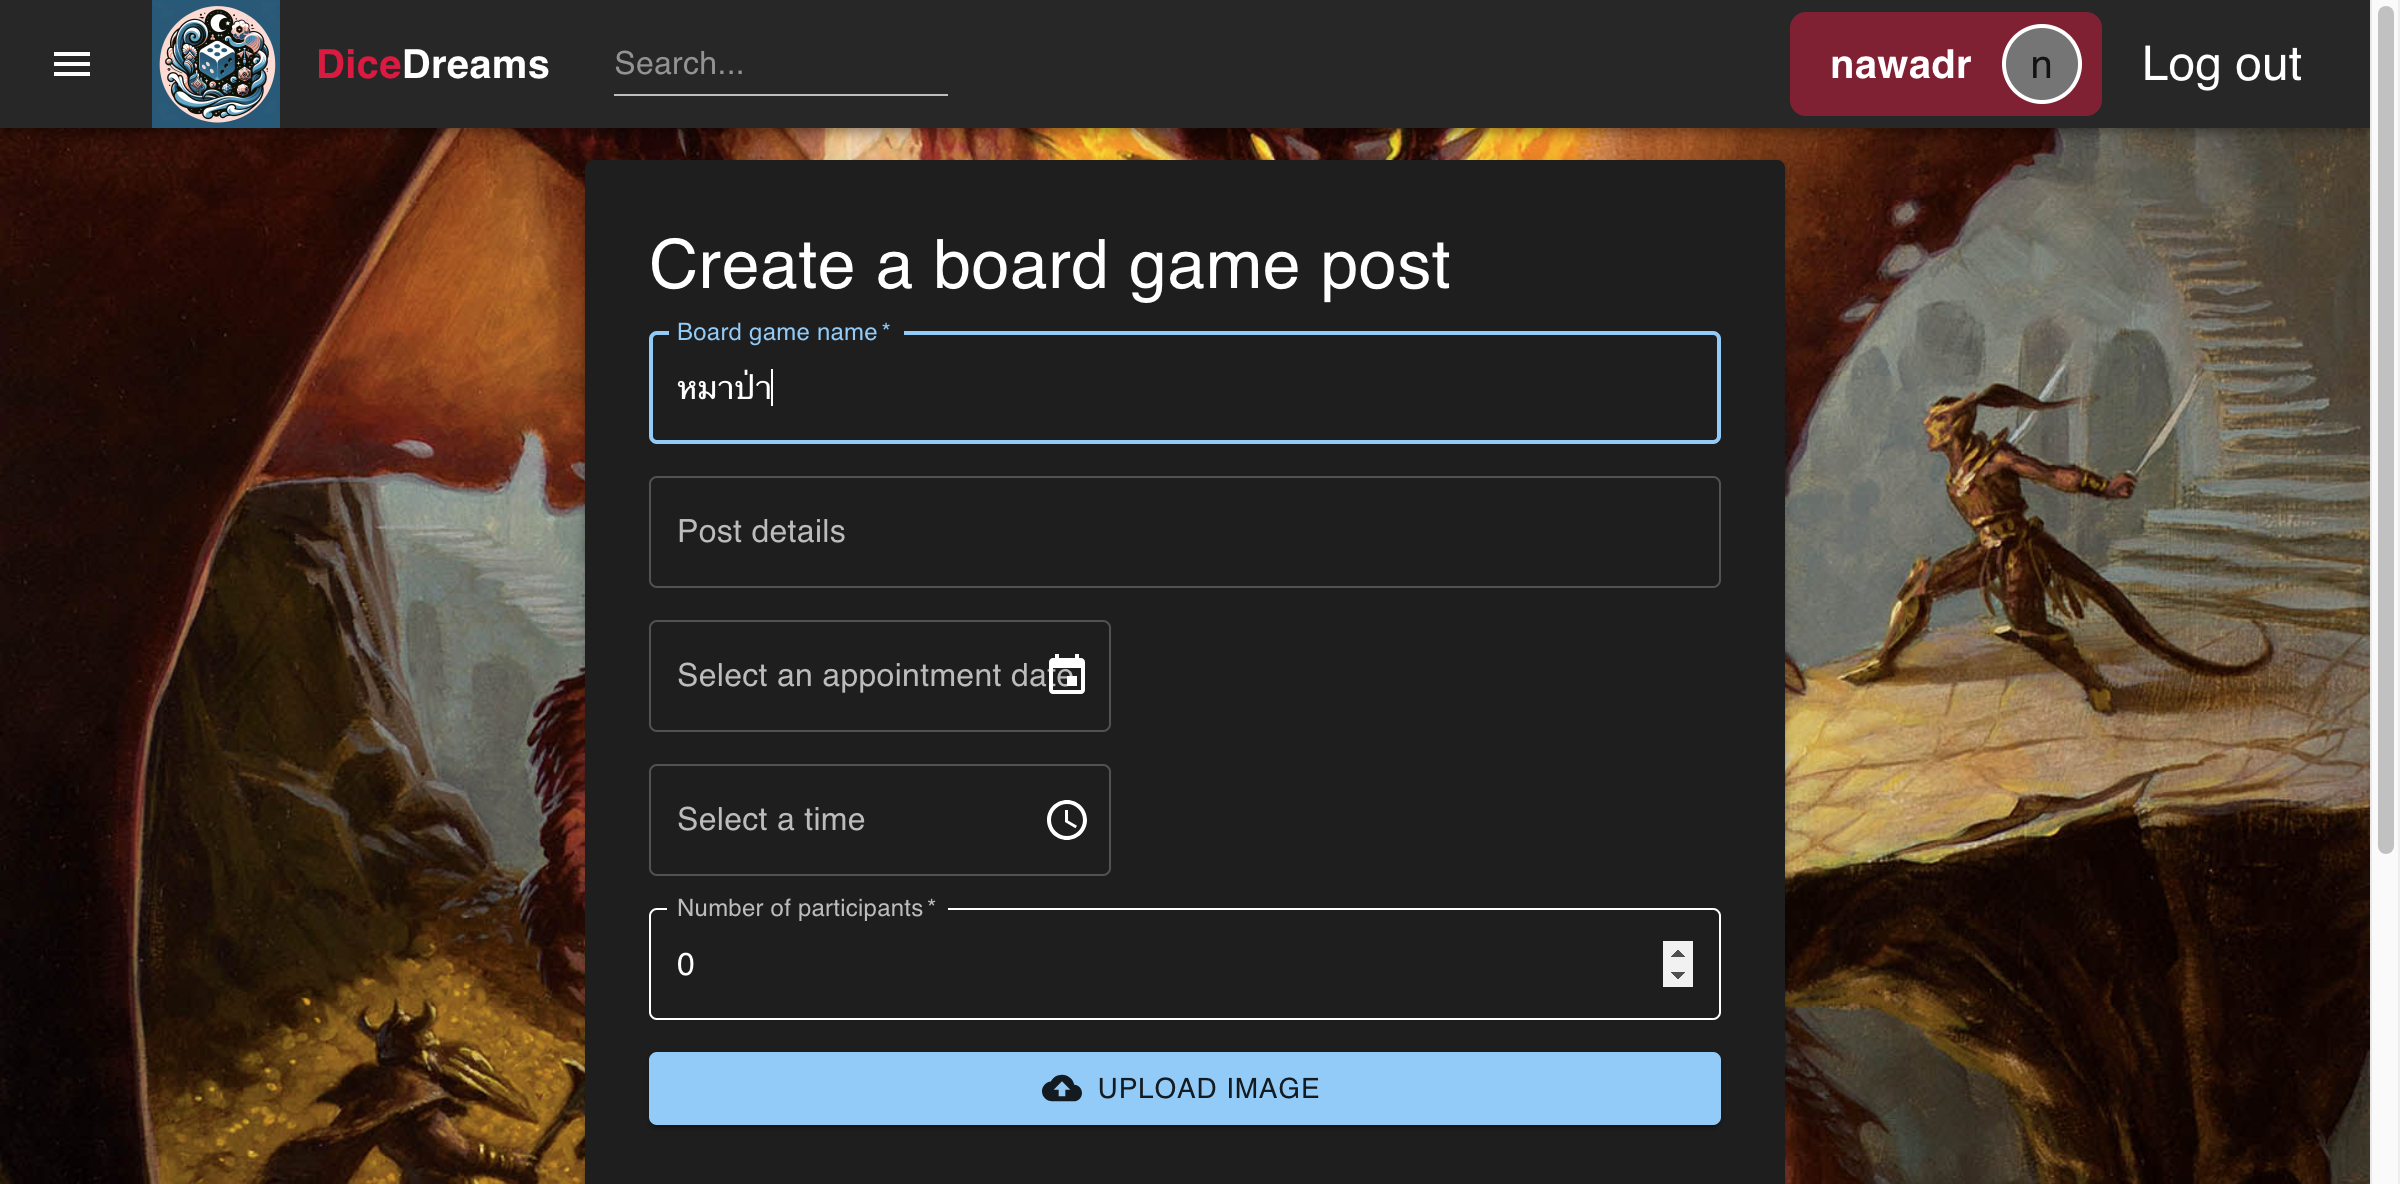 DiceDreams
Search...
nawadr
n
Log out
Create a board game post
Board game name *
หมาป่า
Post details
Select an appointment date
Select a time
Number of participants *
0
UPLOAD IMAGE